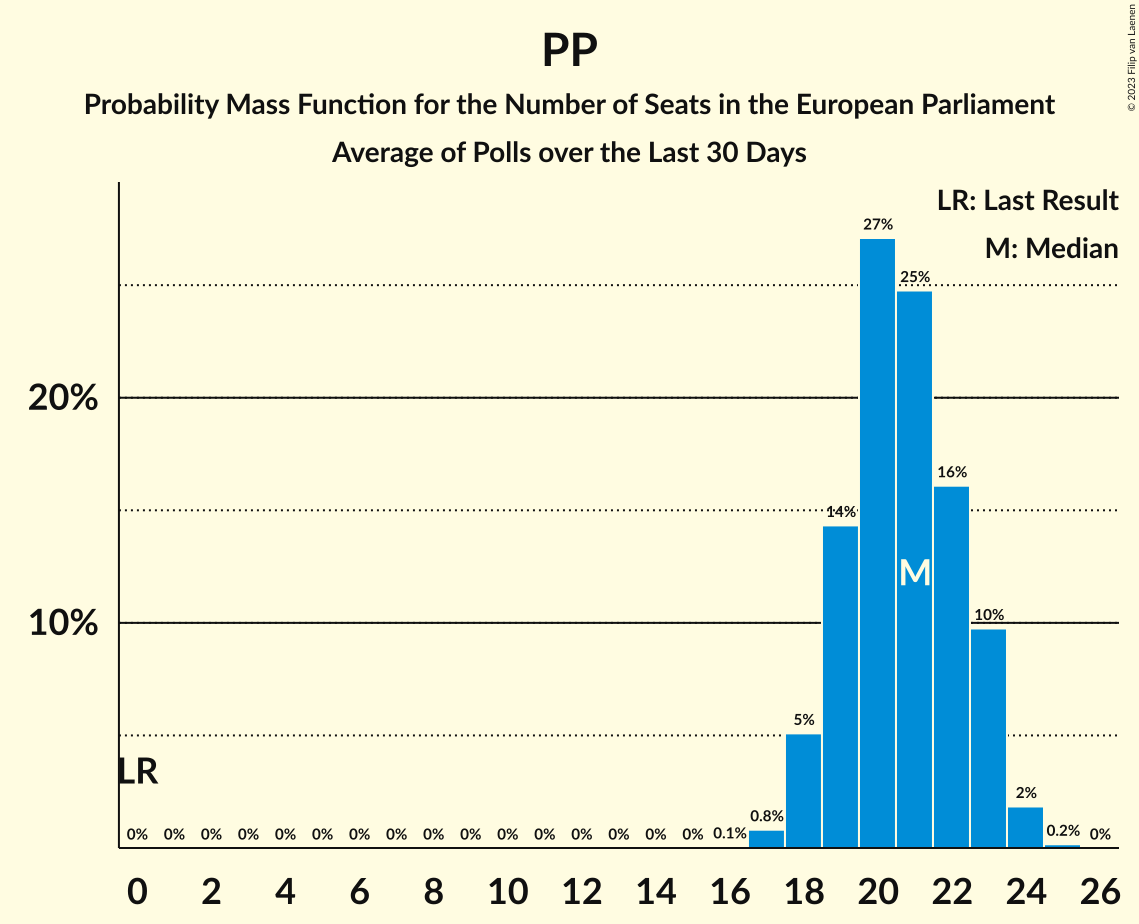 PP
Probability Mass Function for the Number of Seats in the European Parliament
Average of Polls over the Last 30 Days
© 2023 Filip van Laenen
LR: Last Result
M: Median
27%
25%
20%
16%
14%
M
10%
10%
5%
LR
2%
0.8%
0% 0% 0% 0% 0% 0% 0% 0% 0% 0% 0% 0% 0% 0% 0% 0% 0.1% 0.2% 0%
0 2 4 6 8 10 12 14 16 18 20 22 24 26